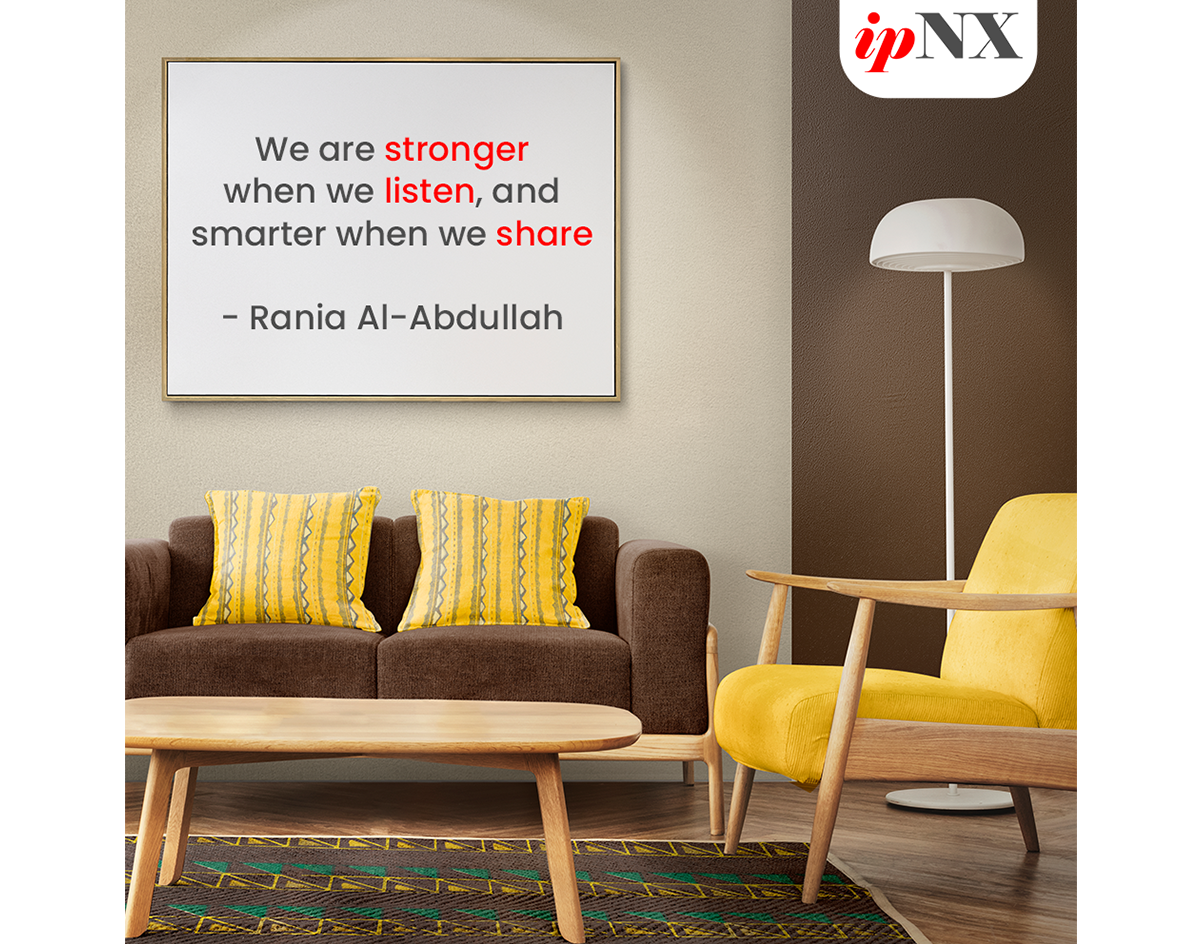 ipNX
We are stronger
when we listen, and
smarter when we share
- Rania Al-Abdullah